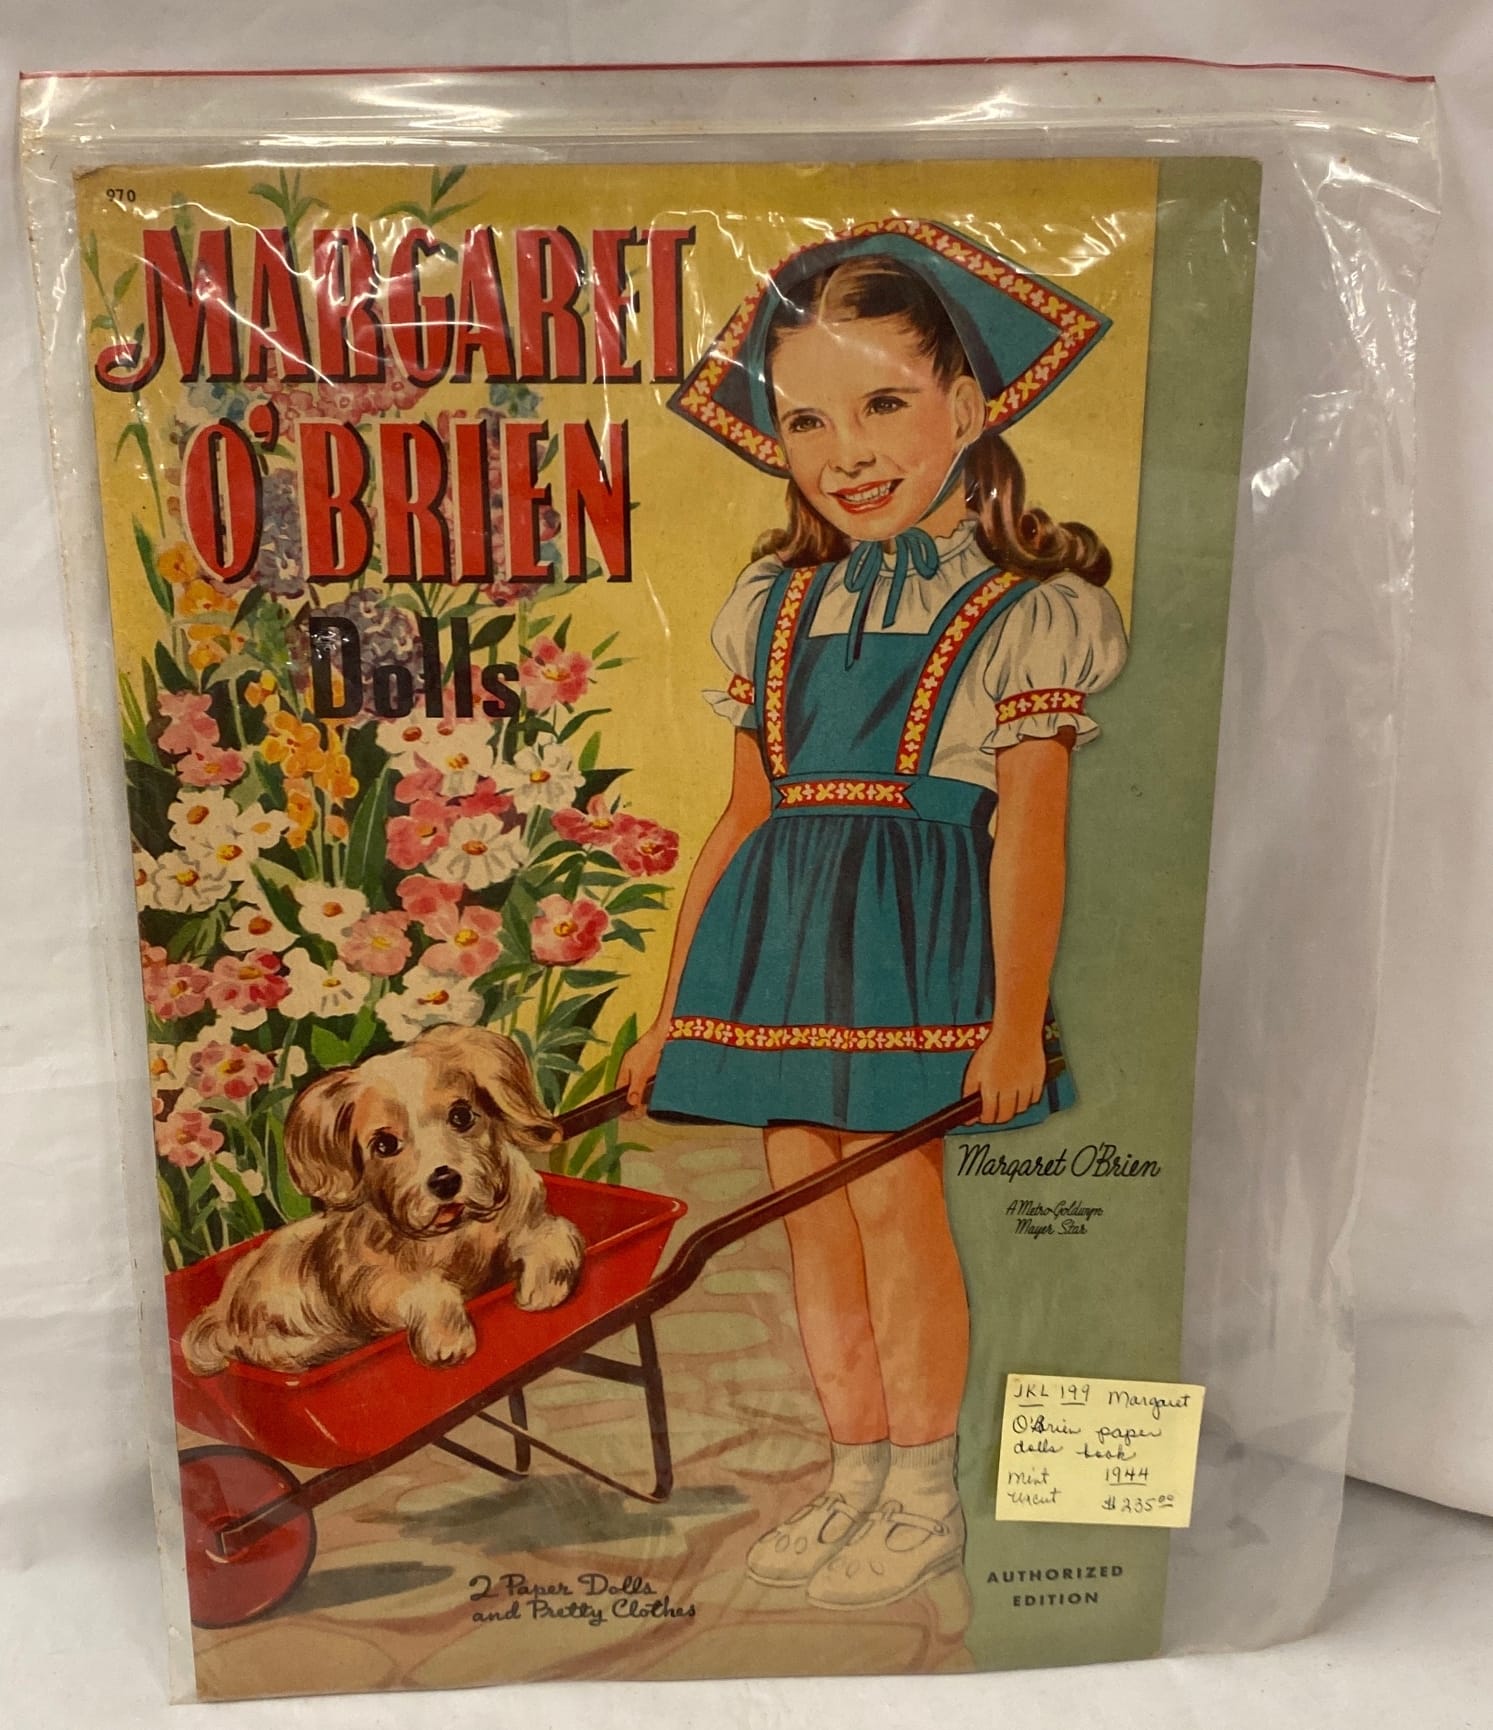 970
MARGARET
O'BRIEN
Dolls
Margaret O'Brien
A Metro-Goldwyn
Mayer Star
JKL 199 Margaret
O'Brien paper
dolls book
mint 1944
uncut $235.00
AUTHORIZED
EDITION
2 Paper Dolls
and Pretty Clothes